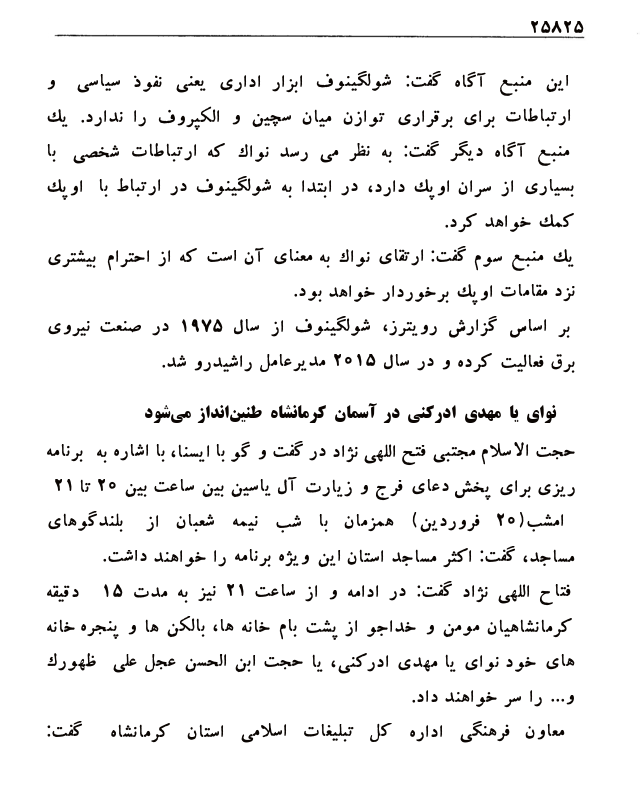 ۲۵۸۲۵
این منبع آگاه گفت: شولگینوف ابزار اداری یعنی نفوذ سیاسی و
ارتباطات برای برقراری توازن میان سچین و الکپروف را ندارد. یك
منبع آگاه دیگر گفت: به نظر می رسد نواك که ارتباطات شخصی با
بسیاری از سران اوپك دارد، در ابتدا به شولگینوف در ارتباط با اوپك
کمك خواهد کرد.
یك منبع سوم گفت: ارتقای نواك به معنای آن است که از احترام بیشتری
نزد مقامات اوپك برخوردار خواهد بود.
بر اساس گزارش رویترز، شولگینوف از سال ۱۹۷۵ در صنعت نیروی
برق فعالیت کرده و در سال ۲۰۱۵ مدیرعامل راشیدرو شد.
نوای یا مهدی ادرکنی در آسمان کرمانشاه طنین‌انداز می‌شود
حجت الاسلام مجتبی فتح اللهی نژاد در گفت و گو با ایسنا، با اشاره به برنامه
ریزی برای پخش دعای فرج و زیارت آل یاسین بین ساعت بین ۲۰ تا ۲۱
امشب(۲۰ فروردین) همزمان با شب نیمه شعبان از بلندگوهای
مساجد، گفت: اکثر مساجد استان این ویژه برنامه را خواهند داشت.
فتاح اللهی نژاد گفت: در ادامه و از ساعت ۲۱ نیز به مدت ۱۵ دقیقه
کرمانشاهیان مومن و خداجو از پشت بام خانه ها، بالکن ها و پنجره خانه
های خود نوای یا مهدی ادرکنی، یا حجت ابن الحسن عجل علی ظهورك
و... را سر خواهند داد.
معاون فرهنگی اداره کل تبلیغات اسلامی استان کرمانشاه گفت: